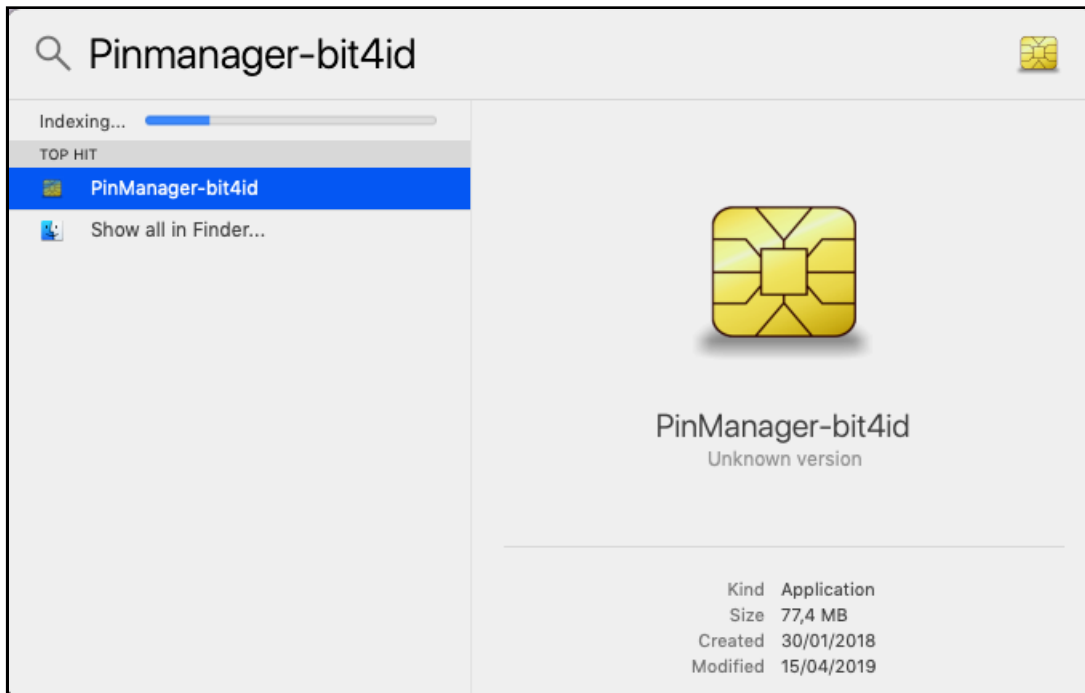 Pinmanager-bit4id
Indexing...
TOP HIT
PinManager-bit4id
Show all in Finder...
PinManager-bit4id
Unknown version
Kind Application
Size 77,4 MB
Created 30/01/2018
Modified 15/04/2019